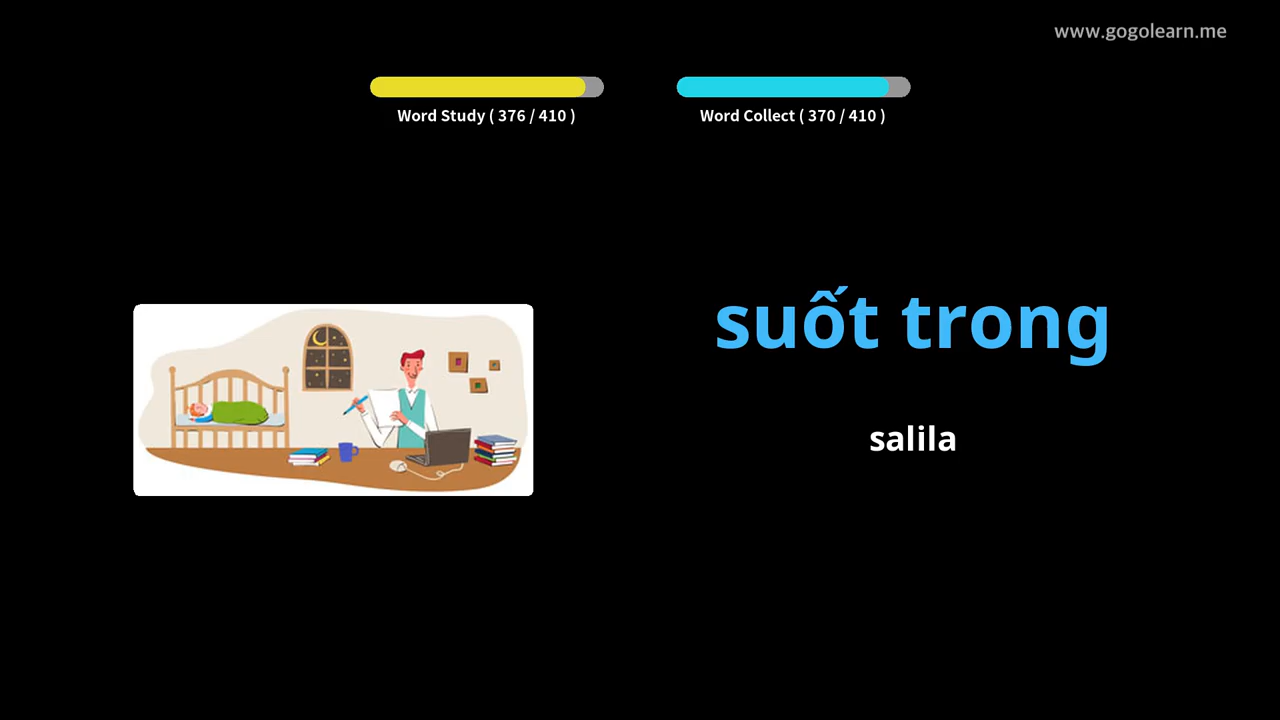 www.gogolearn.me
Word Study ( 376 / 410 )
Word Collect ( 370 / 410 )
suốt trong
salila